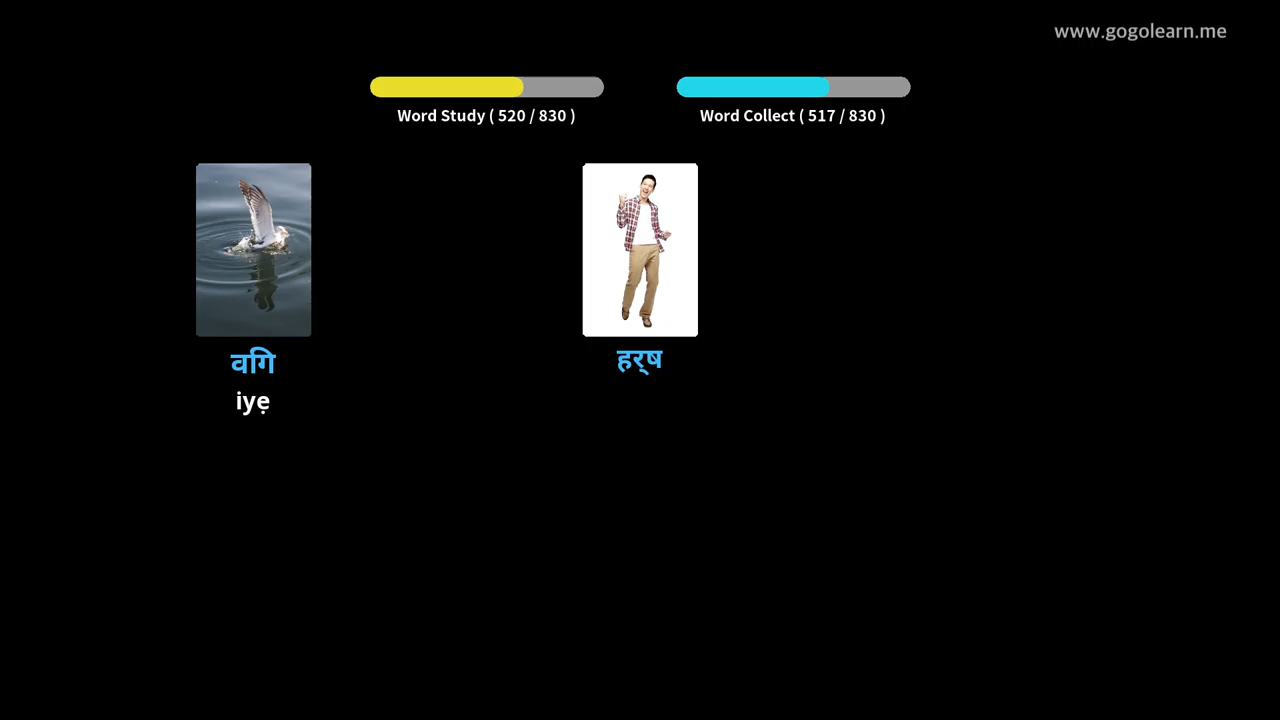 www.gogolearn.me
Word Study ( 520 / 830 )
Word Collect ( 517 / 830 )
वगि
हर्‌ष
iyẹ